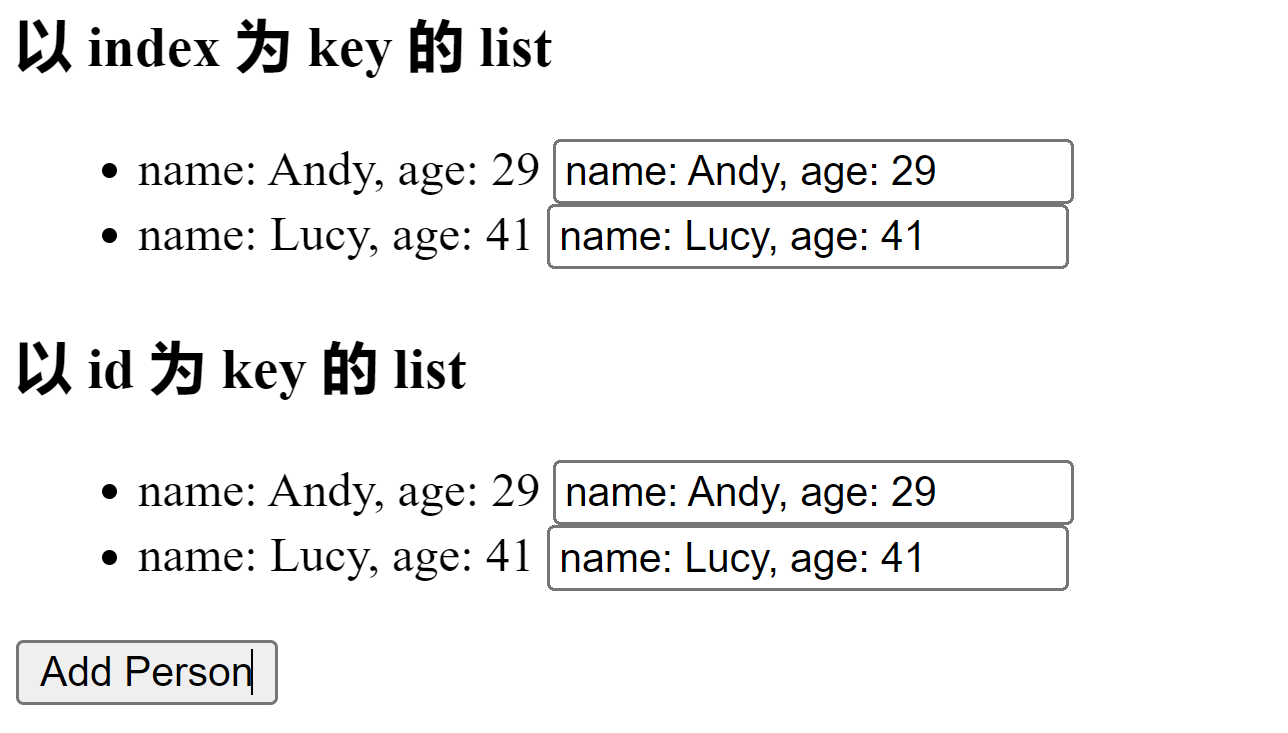 以 index 为 key 的 list
name: Andy, age: 29 name: Andy, age: 29
name: Lucy, age: 41 name: Lucy, age: 41
以 id 为 key 的 list
name: Andy, age: 29 name: Andy, age: 29
name: Lucy, age: 41 name: Lucy, age: 41
Add Person